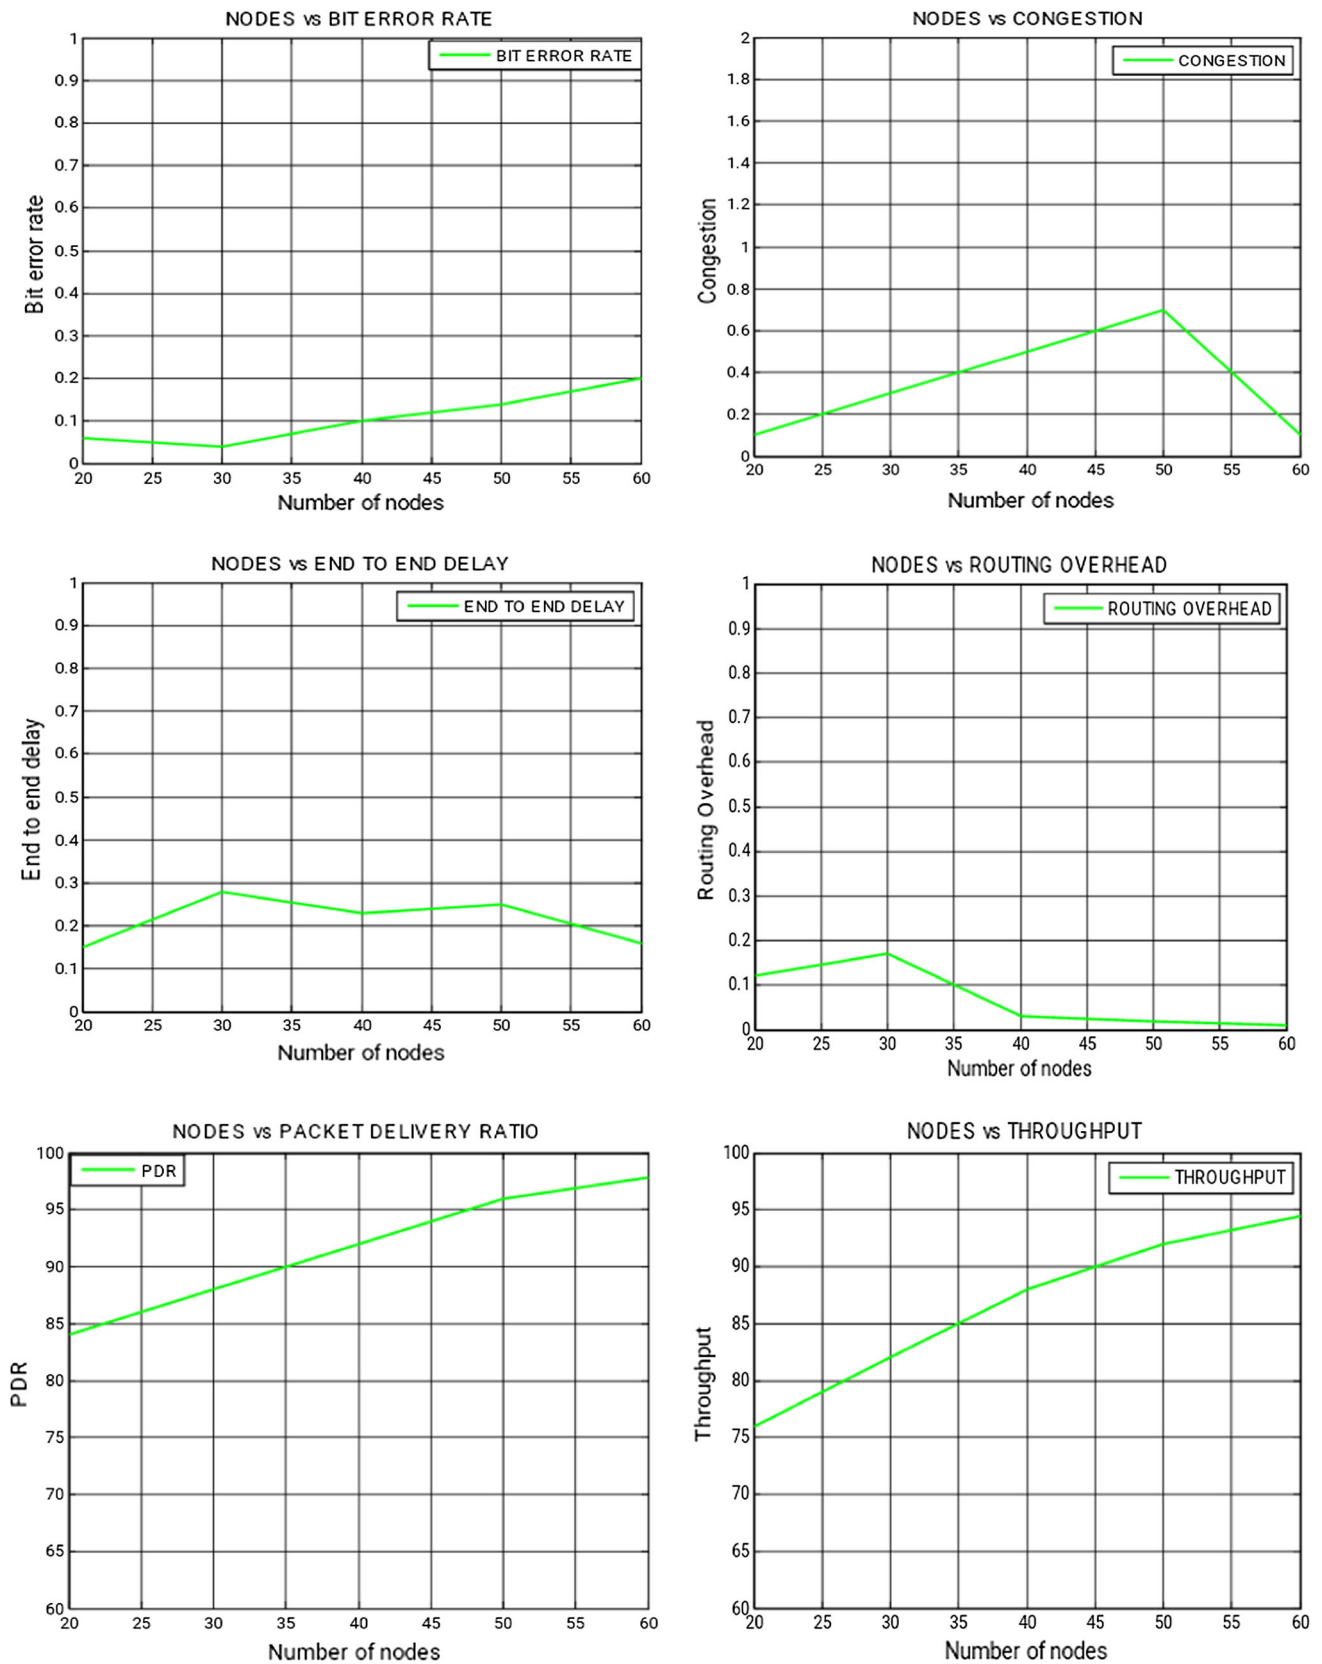 NODES vs BIT ERROR RATE
BIT ERROR RATE
1
0.9
0.8
0.7
0.6
0.5
0.4
0.3
0.2
0.1
0
Bit error rate
20 25 30 35 40 45 50 55 60
Number of nodes
NODES vs CONGESTION
CONGESTION
2
1.8
1.6
1.4
1.2
1
0.8
0.6
0.4
0.2
0
Congestion
20 25 30 35 40 45 50 55 60
Number of nodes
NODES vs END TO END DELAY
END TO END DELAY
1
0.9
0.8
0.7
0.6
0.5
0.4
0.3
0.2
0.1
0
End to end delay
20 25 30 35 40 45 50 55 60
Number of nodes
NODES vs ROUTING OVERHEAD
ROUTING OVERHEAD
1
0.9
0.8
0.7
0.6
0.5
0.4
0.3
0.2
0.1
0
Routing Overhead
20 25 30 35 40 45 50 55 60
Number of nodes
NODES vs PACKET DELIVERY RATIO
PDR
100
95
90
85
80
75
70
65
60
PDR
20 25 30 35 40 45 50 55 60
Number of nodes
NODES vs THROUGHPUT
THROUGHPUT
100
95
90
85
80
75
70
65
60
Throughput
20 25 30 35 40 45 50 55 60
Number of nodes